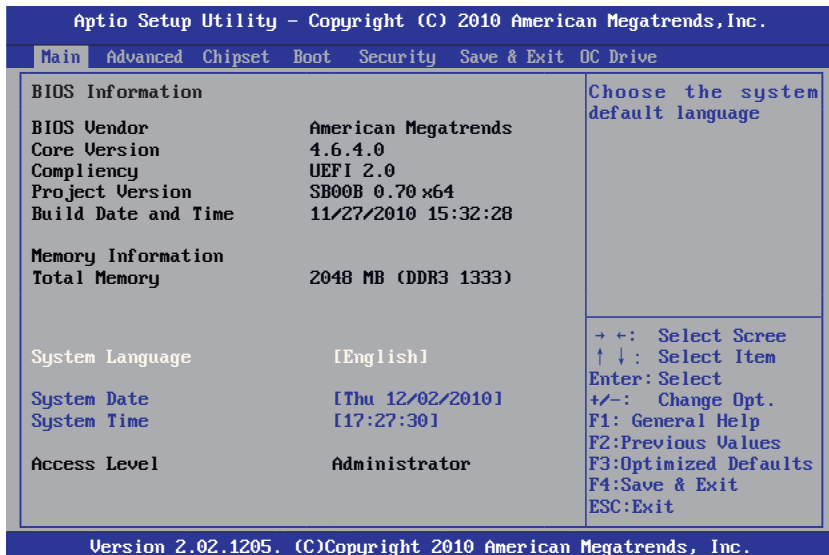 Aptio Setup Utility - Copyright (C) 2010 American Megatrends,Inc.
Main Advanced Chipset Boot Security Save & Exit OC Drive
BIOS Information
BIOS Vendor American Megatrends
Core Version 4.6.4.0
Compliency UEFI 2.0
Project Version SB00B 0.70 x64
Build Date and Time 11/27/2010 15:32:28
Memory Information
Total Memory 2048 MB (DDR3 1333)
System Language [English]
System Date [Thu 12/02/2010]
System Time [17:27:30]
Access Level Administrator
Choose the system
default language
→ ←: Select Scree
↑ ↓: Select Item
Enter: Select
+/-: Change Opt.
F1: General Help
F2:Previous Values
F3:Optimized Defaults
F4:Save & Exit
ESC:Exit
Version 2.02.1205. (C)Copyright 2010 American Megatrends, Inc.